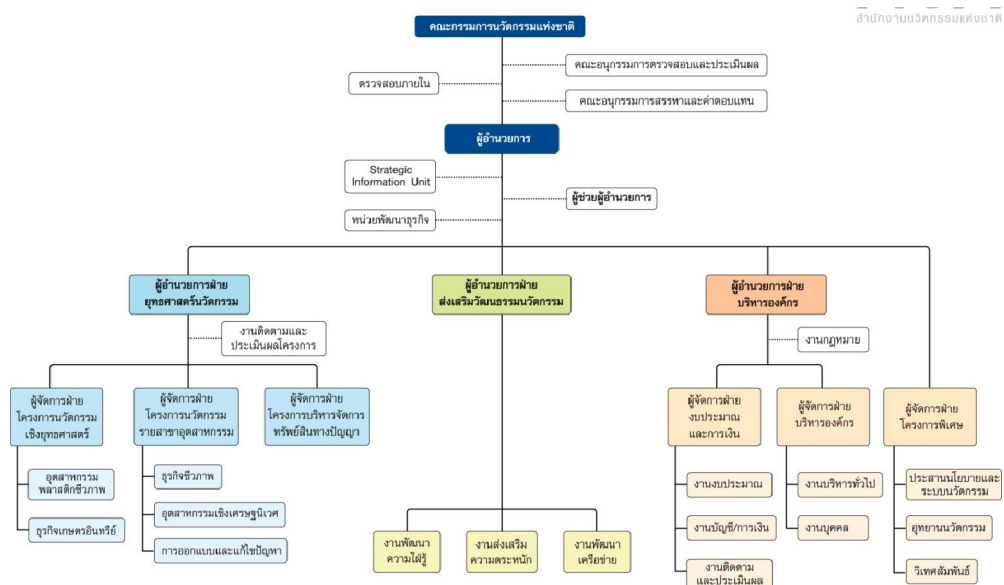 สำนักงานนวัตกรรมแห่งชาติ
คณะกรรมการนวัตกรรมแห่งชาติ
คณะอนุกรรมการตรวจสอบและประเมินผล
ตรวจสอบภายใน
คณะอนุกรรมการสรรหาและค่าตอบแทน
ผู้อำนวยการ
Strategic
Information Unit
ผู้ช่วยผู้อำนวยการ
หน่วยพัฒนาธุรกิจ
ผู้อำนวยการฝ่าย
ยุทธศาสตร์นวัตกรรม
ผู้อำนวยการฝ่าย
ส่งเสริมวัฒนธรรมนวัตกรรม
ผู้อำนวยการฝ่าย
บริหารองค์กร
งานติดตามและ
ประเมินผลโครงการ
งานกฎหมาย
ผู้จัดการฝ่าย
โครงการนวัตกรรม
เชิงยุทธศาสตร์
ผู้จัดการฝ่าย
โครงการนวัตกรรม
รายสาขาอุตสาหกรรม
ผู้จัดการฝ่าย
โครงการบริหารจัดการ
ทรัพย์สินทางปัญญา
ผู้จัดการฝ่าย
งบประมาณ
และการเงิน
ผู้จัดการฝ่าย
บริหารองค์กร
ผู้จัดการฝ่าย
โครงการพิเศษ
อุตสาหกรรม
พลาสติกชีวภาพ
ธุรกิจเกษตรอินทรีย์
ธุรกิจชีวภาพ
อุตสาหกรรมเชิงเศรษฐนิเวศ
การออกแบบและแก้ไขปัญหา
งานพัฒนา
ความใฝ่รู้
งานส่งเสริม
ความตระหนัก
งานพัฒนา
เครือข่าย
งานงบประมาณ
งานบัญชี/การเงิน
งานติดตาม
และประเมินผล
งานบริหารทั่วไป
งานบุคคล
ประสานนโยบายและ
ระบบนวัตกรรม
อุทยานนวัตกรรม
วิเทศสัมพันธ์